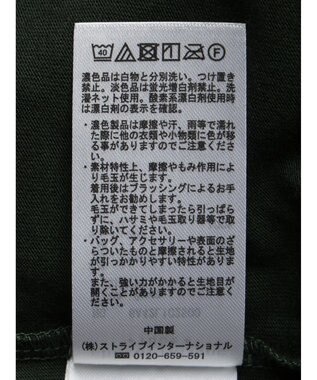 40 F
濃色品は白物と分別洗い。つけ置き
禁止。淡色品は蛍光増白剤禁止。洗
濯ネット使用。酸素系漂白剤使用時
は漂白剤の表示を確認。
・濃色製品は摩擦や汗、雨等で濡れ
た際に他の衣類や小物類に色が移
る事がありますのでご注意くださ
い。
・素材特性上、摩擦やもみ作用によ
り毛玉が生じます。
着用後はブラッシングによるお手
入れをお勧めします。
毛玉ができてしまったら引っぱら
ずに、ハサミや毛玉取り器等で取
り除いてください。
・バッグ、アクセサリーや表面のざ
らついたものと摩擦されると生地
が引っかかりやすい特性がありま
す。
また、強い力がかかると生地目が
開くことがありますのでご注意く
ださい。
中国製
(株)ストライプインターナショナル
0120-659-591